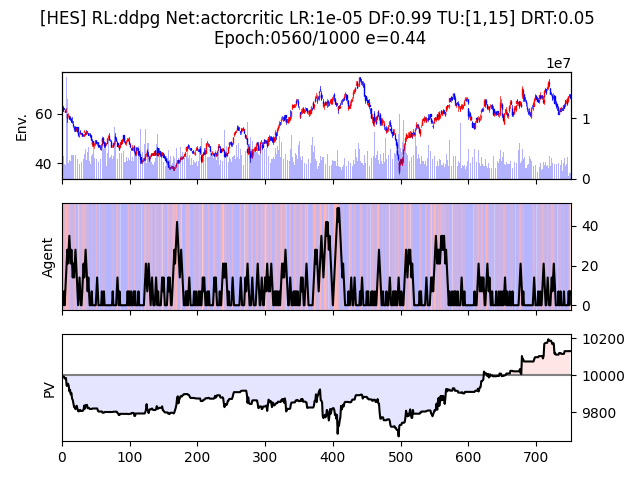 [HES] RL:ddpg Net:actorcritic LR:1e-05 DF:0.99 TU:[1,15] DRT:0.05
Epoch:0560/1000 e=0.44
1e7
Env.
60
40
1
0
Agent
40
20
0
PV
10200
10000
9800
0 100 200 300 400 500 600 700